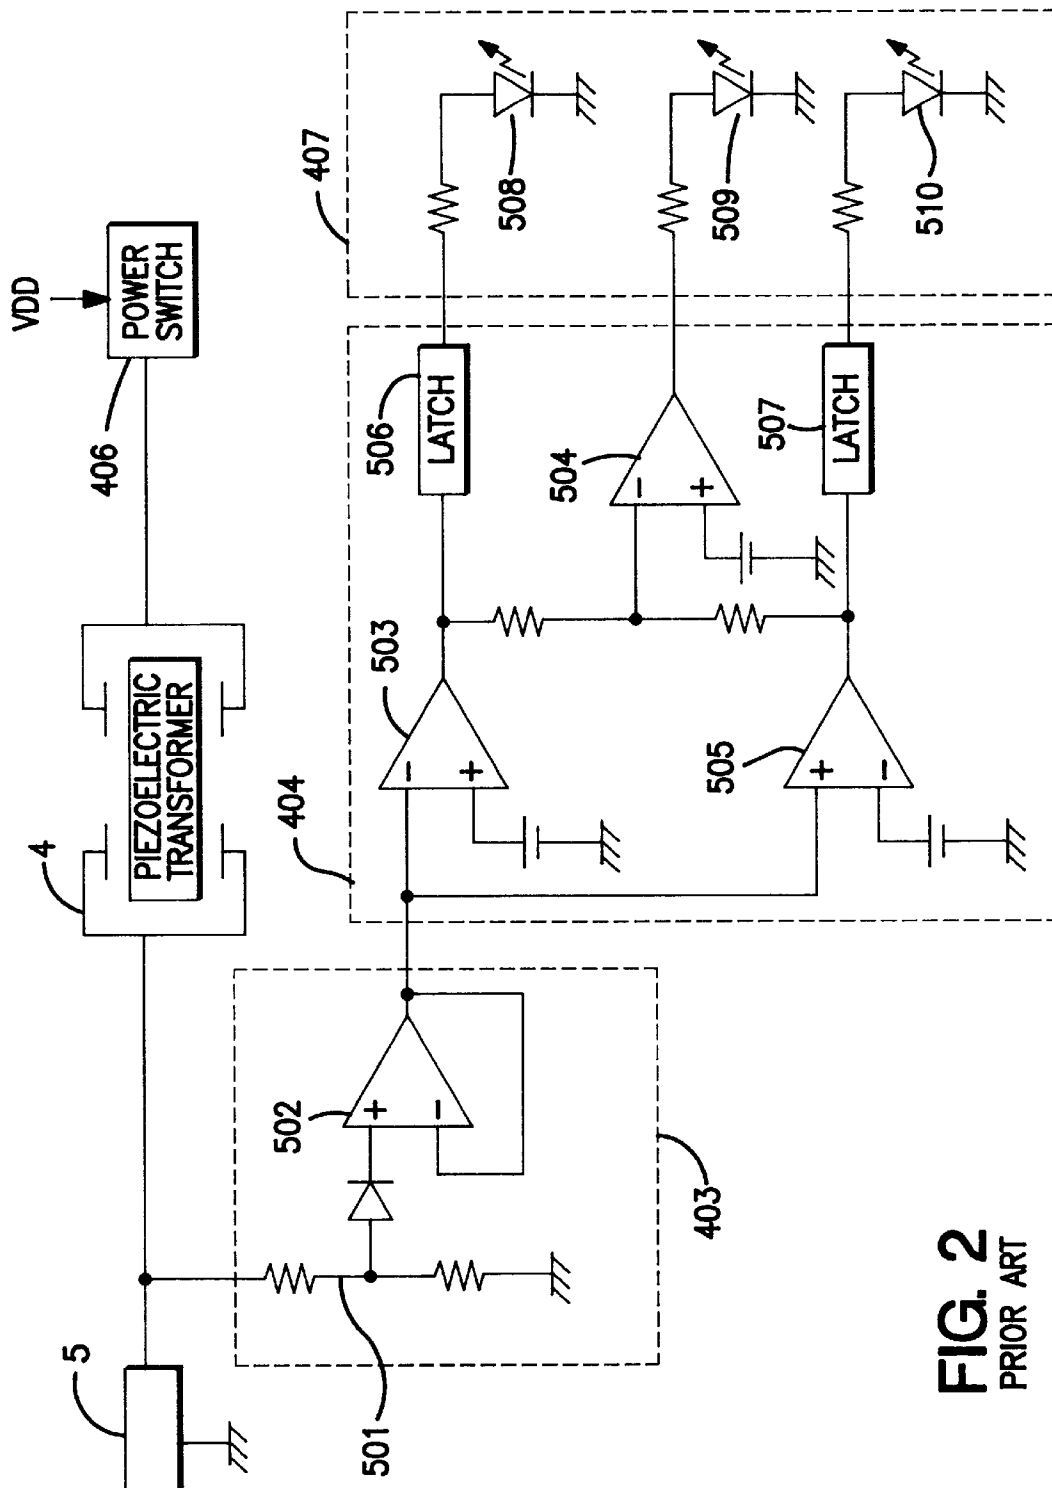 VDD
POWER
SWITCH
406
PIEZOELECTRIC
TRANSFORMER
4
5
407
508
509
510
404
506
LATCH
503
504
507
LATCH
505
502
+
−
−
+
−
+
+
−
501
403
FIG. 2
PRIOR ART